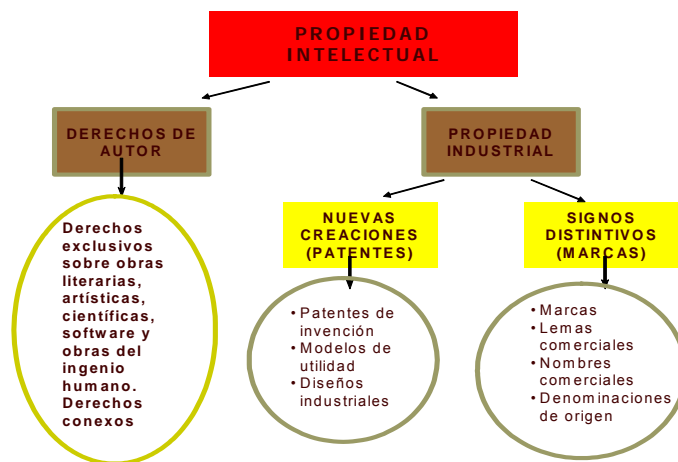 PROPIEDAD
INTELECTUAL
DERECHOS DE
AUTOR
PROPIEDAD
INDUSTRIAL
Derechos
exclusivos
sobre obras
literarias,
artísticas,
científicas,
software y
obras del
ingenio
humano.
Derechos
conexos
NUEVAS
CREACIONES
(PATENTES)
• Patentes de
invención
• Modelos de
utilidad
• Diseños
industriales
SIGNOS
DISTINTIVOS
(MARCAS)
• Marcas
• Lemas
comerciales
• Nombres
comerciales
• Denominaciones
de origen